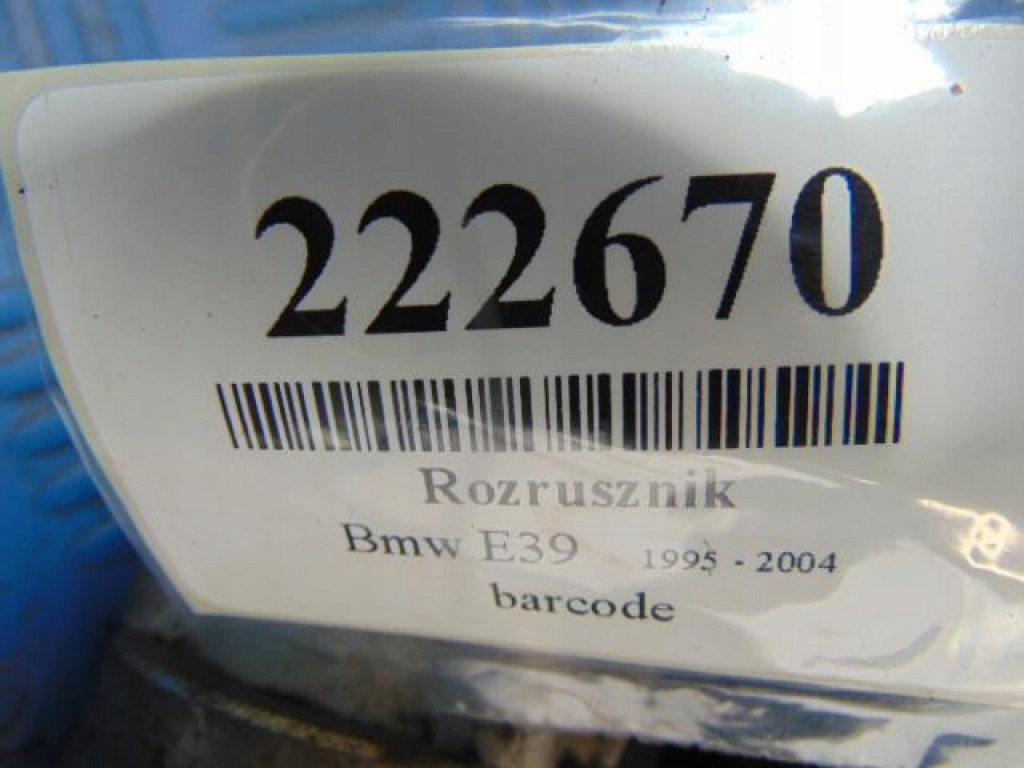 222670
Rozrusznik
Bmw E39 1995 - 2004
barcode